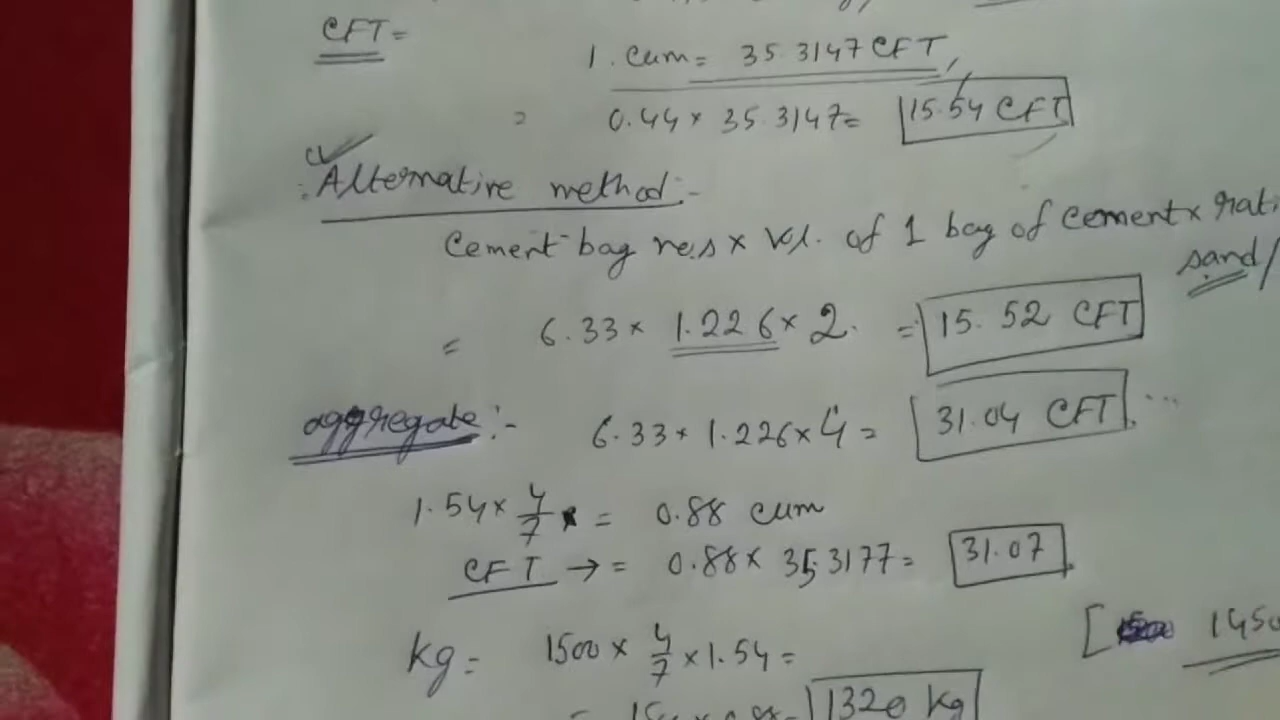 CFT=
1. cum= 35.3147 CFT,
= 0.44 x 35.3147= 15.54 CFT
Alternative method:-
Cement bag res x Vol. of 1 bag of cement x rati
sand/
= 6.33 x 1.226 x 2. = 15.52 CFT
aggregate:- 6.33 x 1.226 x 4 = 31.04 CFT
1.54 x 4/7 = 0.88 cum
CFT → = 0.88 x 35.3177= 31.07
kg= 1500 x 4/7 x 1.54 =
[ 1450
= 1320 kg